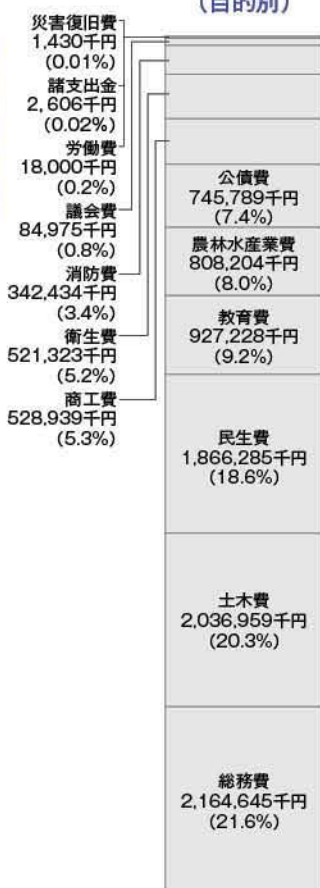 （目的別）
災害復旧費
1,430千円
(0.01%)
諸支出金
2,606千円
(0.02%)
労働費
18,000千円
(0.2%)
議会費
84,975千円
(0.8%)
消防費
342,434千円
(3.4%)
衛生費
521,323千円
(5.2%)
商工費
528,939千円
(5.3%)
公債費
745,789千円
(7.4%)
農林水産業費
808,204千円
(8.0%)
教育費
927,228千円
(9.2%)
民生費
1,866,285千円
(18.6%)
土木費
2,036,959千円
(20.3%)
総務費
2,164,645千円
(21.6%)